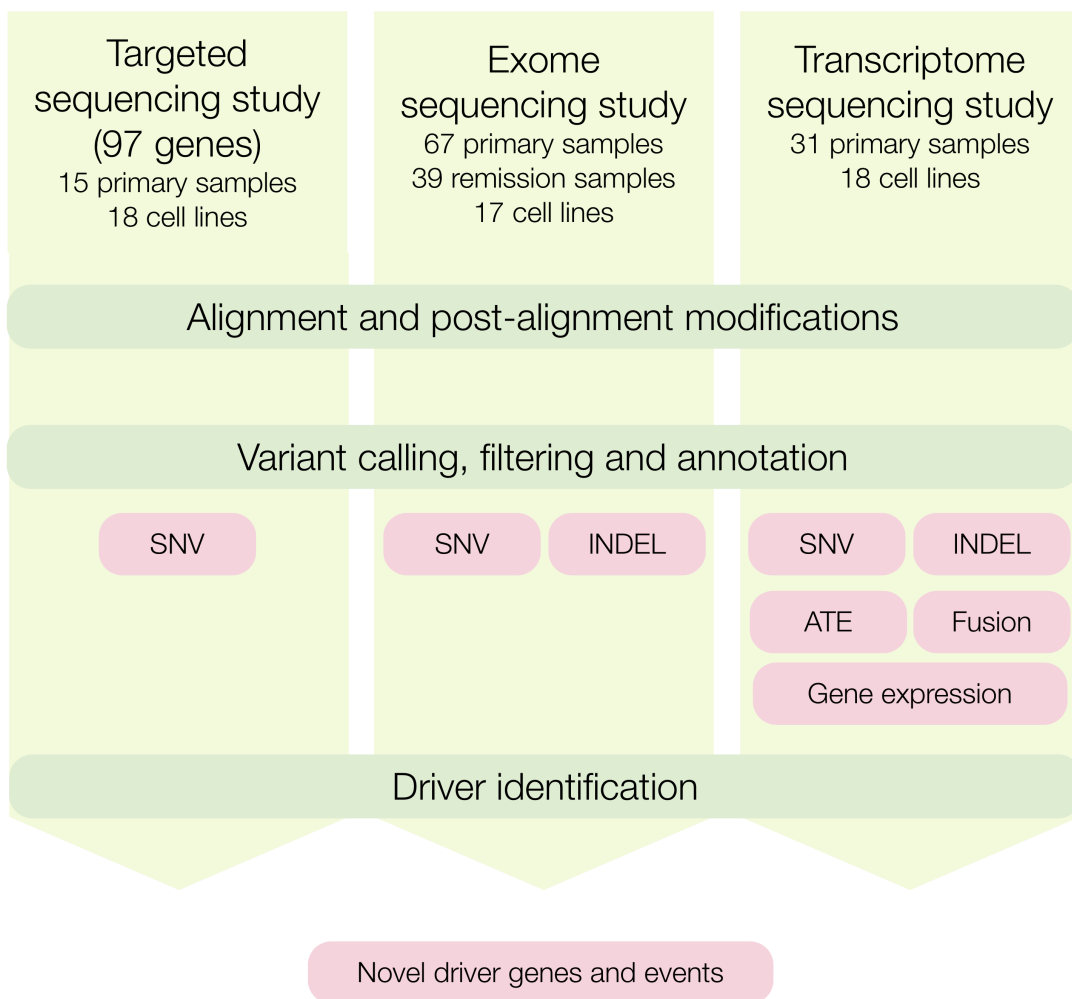 Targeted
sequencing study
(97 genes)
15 primary samples
18 cell lines
Exome
sequencing study
67 primary samples
39 remission samples
17 cell lines
Transcriptome
sequencing study
31 primary samples
18 cell lines
Alignment and post-alignment modifications
Variant calling, filtering and annotation
SNV
SNV
INDEL
SNV
INDEL
ATE
Fusion
Gene expression
Driver identification
Novel driver genes and events